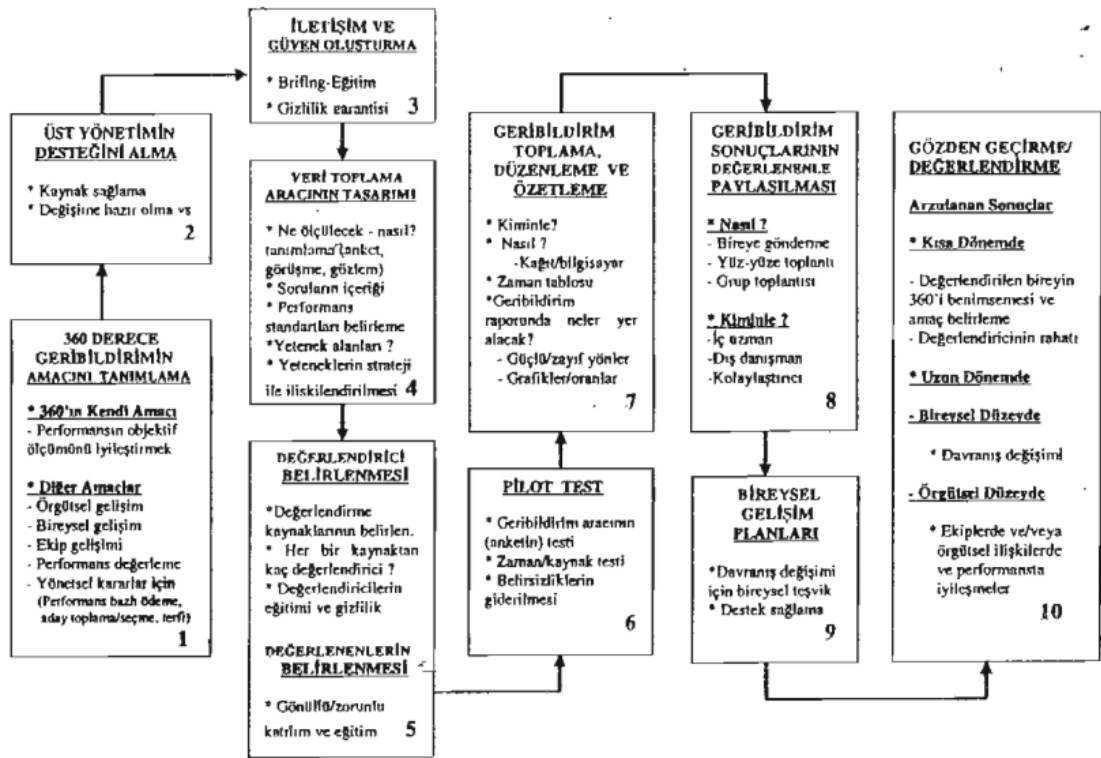 360 DERECE
GERİBİLDİRİMİN
AMACINI TANIMLAMA
* 360'ın Kendi Amacı
- Performansın objektif
ölçümünü iyileştirmek
* Diğer Amaçlar
- Örgütsel gelişim
- Bireysel gelişim
- Ekip gelişimi
- Performans değerleme
- Yönetsel kararlar için
(Performans bazlı ödeme,
aday toplama/seçme, terfi)
1
ÜST YÖNETİMİN
DESTEĞİNİ ALMA
* Kaynak sağlama
* Değişime hazır olma vs
2
İLETİŞİM VE
GÜVEN OLUSTURMA
* Brifing-Eğitim
* Gizlilik garantisi
3
VERİ TOPLAMA
ARACININ TASARIMI
* Ne ölçülecek - nasıl?
tanımlama (anket,
görüşme, gözlem)
* Soruların içeriği
* Performans
standartları belirleme
*Yetenek alanları ?
* Yeteneklerin strateji
ile iliskilendirilmesi
4
DEĞERLENDİRİCİ
BELİRLENMESİ
*Değerlendirme
kaynaklarının belirlen.
* Her bir kaynaktan
kaç değerlendirici ?
* Değerlendiricilerin
eğitimi ve gizlilik
DEĞERLENENLERİN
BELİRLENMESİ
* Gönüllü/zorunlu
katılım ve eğitim
5
PİLOT TEST
* Geribildirim aracının
(anketin) testi
* Zaman/kaynak testi
* Belirsizliklerin
giderilmesi
6
GERİBİLDİRİM
TOPLAMA,
DÜZENLEME VE
ÖZETLEME
* Kiminle?
* Nasıl ?
-Kağıt/bilgisayar
* Zaman tablosu
*Geribildirim
raporunda neler yer
alacak?
- Güçlü/zayıf yönler
- Grafikler/oranlar
7
GERİBİLDİRİM
SONUÇLARININ
DEĞERLENENLE
PAYLAŞILMASI
* Nasıl ?
- Bireye gönderme
- Yüz-yüze toplantı
- Grup toplantısı
* Kiminle ?
- İç uzman
-Dış danışman
-Kolaylaştırıcı
8
BİREYSEL
GELİŞİM
PLANLARI
*Davranış değişimi
için bireysel teşvik
* Destek sağlama
9
GÖZDEN GEÇİRME/
DEĞERLENDİRME
Arzulanan Sonuçlar
* Kısa Dönemde
- Değerlendirilen bireyin
360'i benimsemesi ve
amaç belirleme
- Değerlendiricinin rahatı
* Uzun Dönemde
- Bireysel Düzeyde
* Davranış değişimi
- Örgütsel Düzeyde
* Ekiplerde ve/veya
örgütsel ilişkilerde
ve performansta
iyileşmeler
10